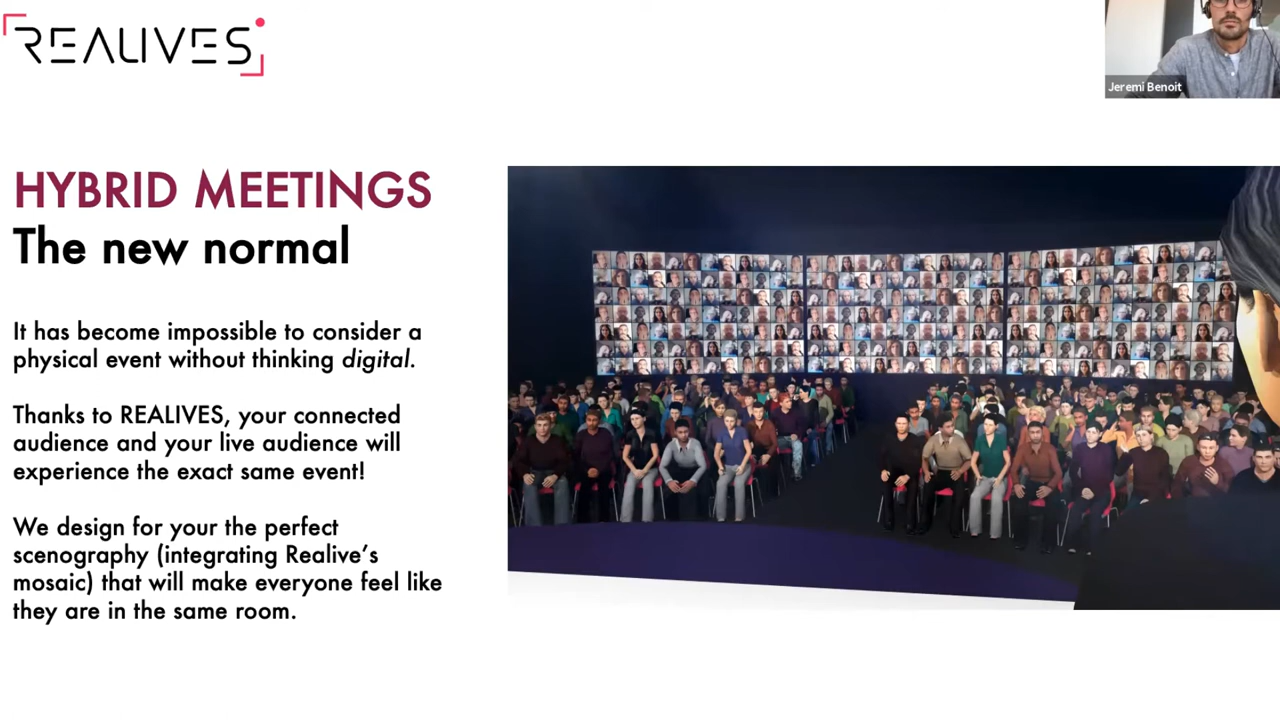 REALIVES
Jeremi Benoit
HYBRID MEETINGS
The new normal
It has become impossible to consider a
physical event without thinking digital.
Thanks to REALIVES, your connected
audience and your live audience will
experience the exact same event!
We design for your the perfect
scenography (integrating Realive’s
mosaic) that will make everyone feel like
they are in the same room.